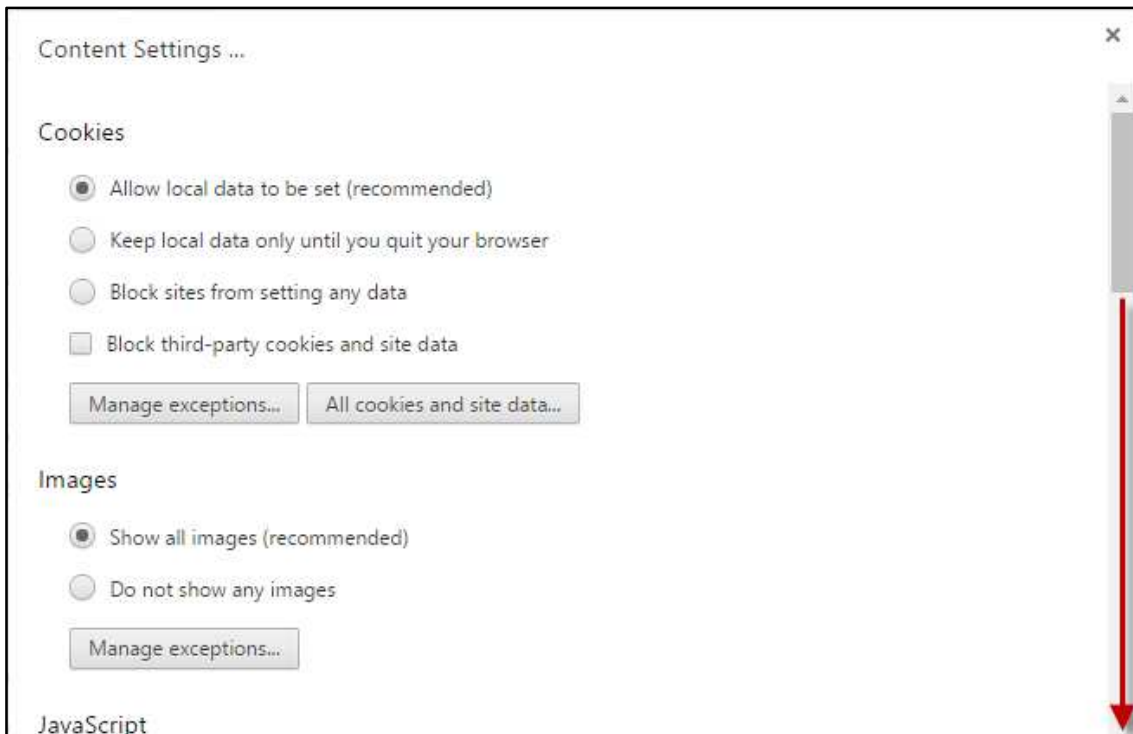 Content Settings ...
Cookies
Allow local data to be set (recommended)
Keep local data only until you quit your browser
Block sites from setting any data
Block third-party cookies and site data
Manage exceptions... All cookies and site data...
Images
Show all images (recommended)
Do not show any images
Manage exceptions...
JavaScript